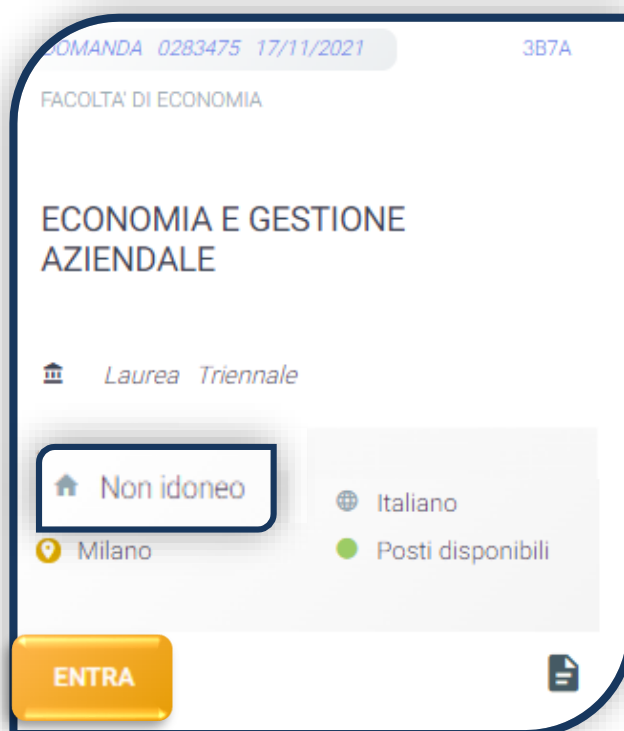 DOMANDA 0283475 17/11/2021 3B7A
FACOLTA' DI ECONOMIA
ECONOMIA E GESTIONE
AZIENDALE
Laurea Triennale
Non idoneo
Italiano
Milano
Posti disponibili
ENTRA